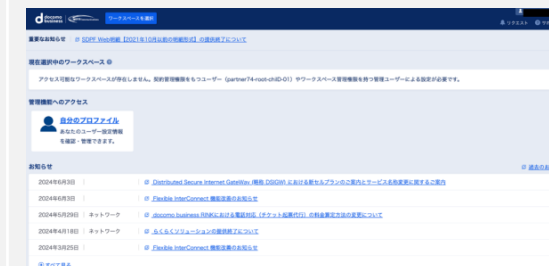 docomo business
ワークスペースを選択
リクエスト
重要なお知らせ
SDPF Web明細【2021年10月以前の明細形式】の提供終了について
現在選択中のワークスペース
アクセス可能なワークスペースが存在しません。契約管理権限をもつユーザー (partner74-root-chiD-01) やワークスペース管理権限を持つ管理ユーザーによる設定が必要です。
管理機能へのアクセス
自分のプロファイル
あなたのユーザー設定情報
を確認・管理できます。
お知らせ
過去のお
2024年6月3日 Distributed Secure Internet GateWay (略称 DSIGW) における新セルプランのご案内とサービス名称変更に関するご案内
2024年6月3日 Flexible InterConnect 機能改善のお知らせ
2024年5月29日 ネットワーク docomo business RINKにおける電話対応（チケット起票代行）の料金算定方法の変更について
2024年4月18日 ネットワーク らくらくソリューションの提供終了について
2024年3月25日 Flexible InterConnect 機能改善のお知らせ
すべて見る